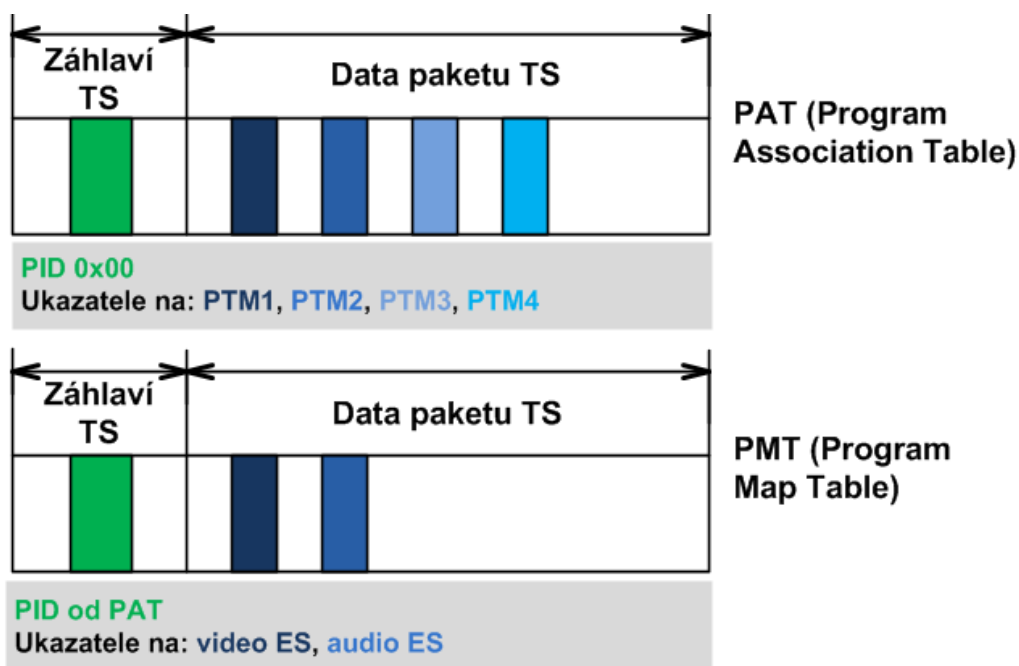 Záhlaví
TS
Data paketu TS
PAT (Program
Association Table)
PID 0x00
Ukazatele na: PTM1, PTM2, PTM3, PTM4
Záhlaví
TS
Data paketu TS
PMT (Program
Map Table)
PID od PAT
Ukazatele na: video ES, audio ES